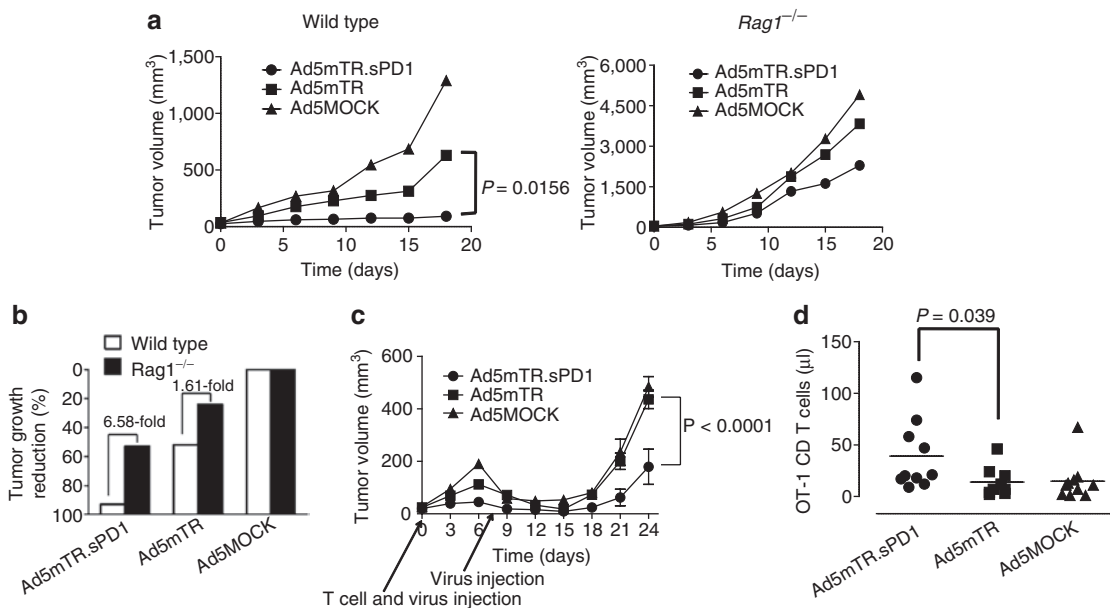 a
Wild type
Tumor volume (mm³)
1,500
1,000
500
0
0 5 10 15 20
Time (days)
Ad5mTR.sPD1
Ad5mTR
Ad5MOCK
P = 0.0156
Rag1⁻/⁻
Tumor volume (mm³)
6,000
4,500
3,000
1,500
0
0 5 10 15 20
Time (days)
Ad5mTR.sPD1
Ad5mTR
Ad5MOCK
b
Wild type
Rag1⁻/⁻
Tumor growth
reduction (%)
0
20
40
60
80
100
6.58-fold
1.61-fold
Ad5mTR.sPD1
Ad5mTR
Ad5MOCK
c
Tumor volume (mm³)
600
400
200
0
0 3 6 9 12 15 18 21 24
Time (days)
Ad5mTR.sPD1
Ad5mTR
Ad5MOCK
P < 0.0001
Virus injection
T cell and virus injection
d
P = 0.039
OT-1 CD T cells (µl)
150
100
50
0
Ad5mTR.sPD1
Ad5mTR
Ad5MOCK